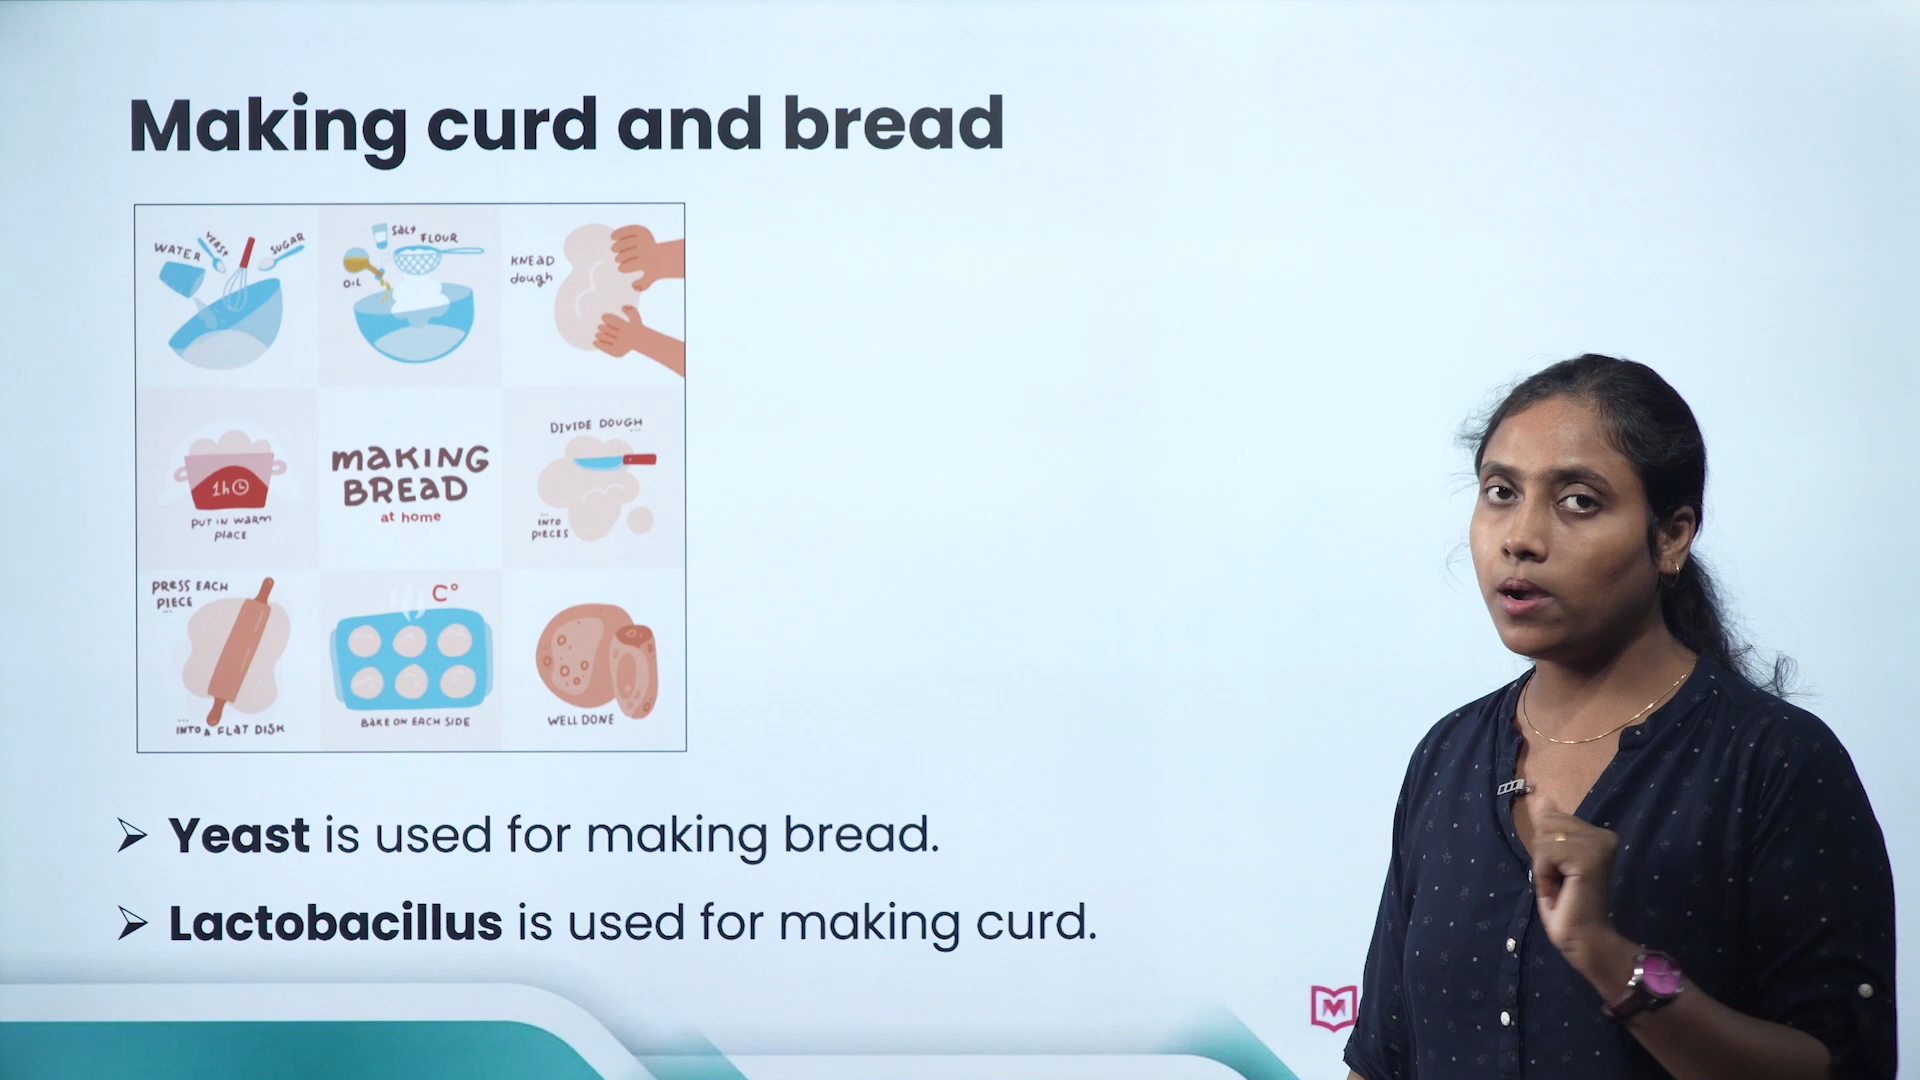 Making curd and bread
WATER
YEAST
SUGAR
SALT
FLOUR
OIL
KNEAD
dough
1h
PUT IN WARM
PLACE
MAKING
BREAD
at home
DIVIDE DOUGH
...
...
INTO
PIECES
PRESS EACH
PIECE
...
...
INTO A FLAT DISK
C°
BAKE ON EACH SIDE
WELL DONE
➢ Yeast is used for making bread.
➢ Lactobacillus is used for making curd.
M